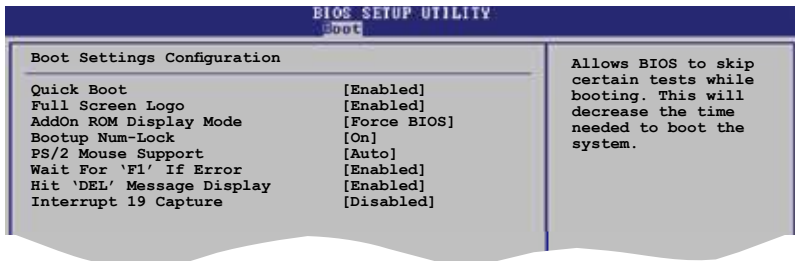 BIOS SETUP UTILITY
Boot
Boot Settings Configuration
Quick Boot [Enabled]
Full Screen Logo [Enabled]
AddOn ROM Display Mode [Force BIOS]
Bootup Num-Lock [On]
PS/2 Mouse Support [Auto]
Wait For ‘F1’ If Error [Enabled]
Hit ‘DEL’ Message Display [Enabled]
Interrupt 19 Capture [Disabled]
Allows BIOS to skip
certain tests while
booting. This will
decrease the time
needed to boot the
system.